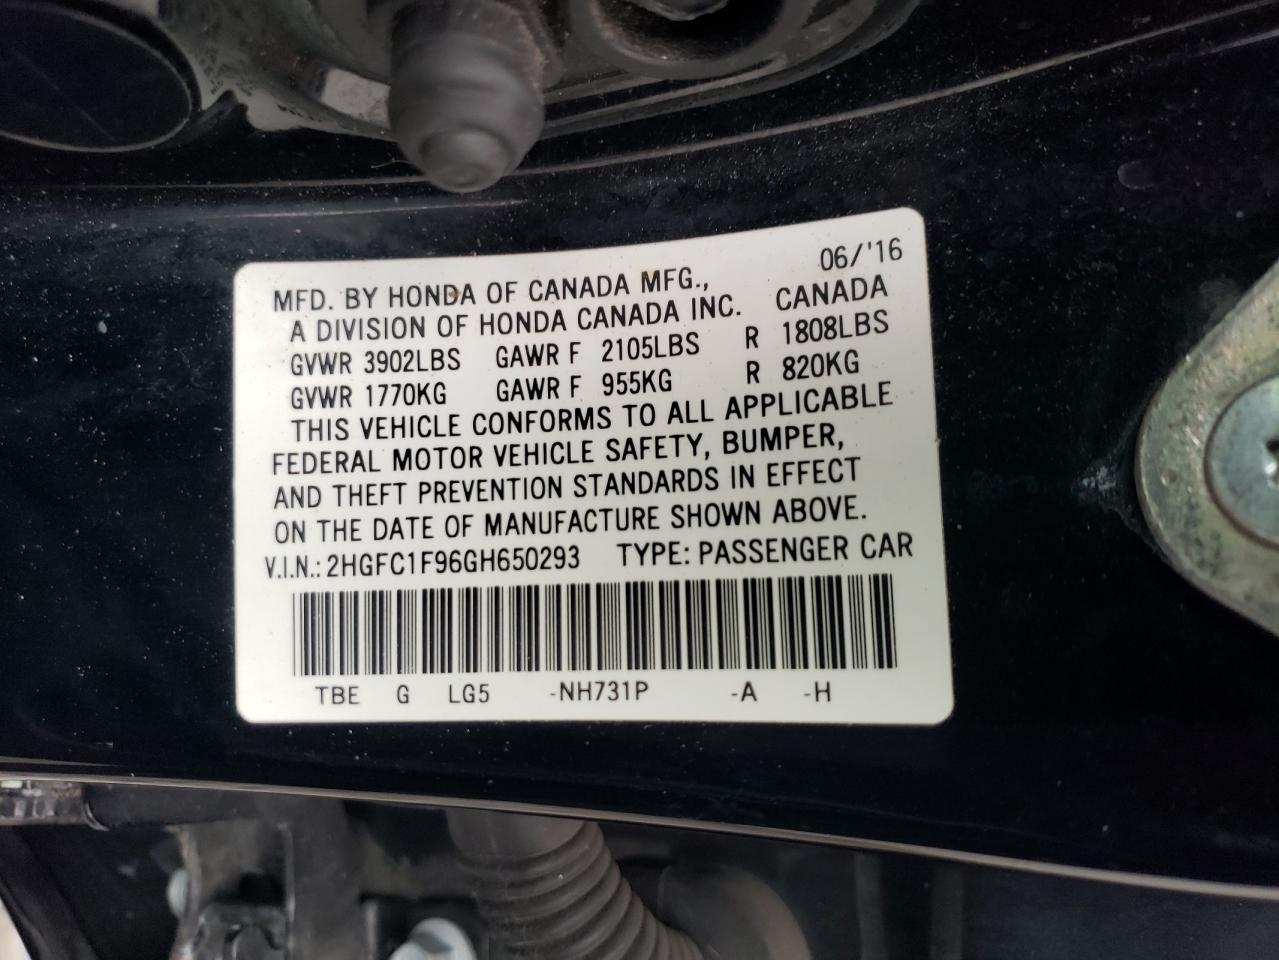 06/'16
MFD. BY HONDA OF CANADA MFG.,
A DIVISION OF HONDA CANADA INC. CANADA
GVWR 3902LBS GAWR F 2105LBS R 1808LBS
GVWR 1770KG GAWR F 955KG R 820KG
THIS VEHICLE CONFORMS TO ALL APPLICABLE
FEDERAL MOTOR VEHICLE SAFETY, BUMPER,
AND THEFT PREVENTION STANDARDS IN EFFECT
ON THE DATE OF MANUFACTURE SHOWN ABOVE.
V.I.N.: 2HGFC1F96GH650293 TYPE: PASSENGER CAR
TBE G LG5 -NH731P -A -H